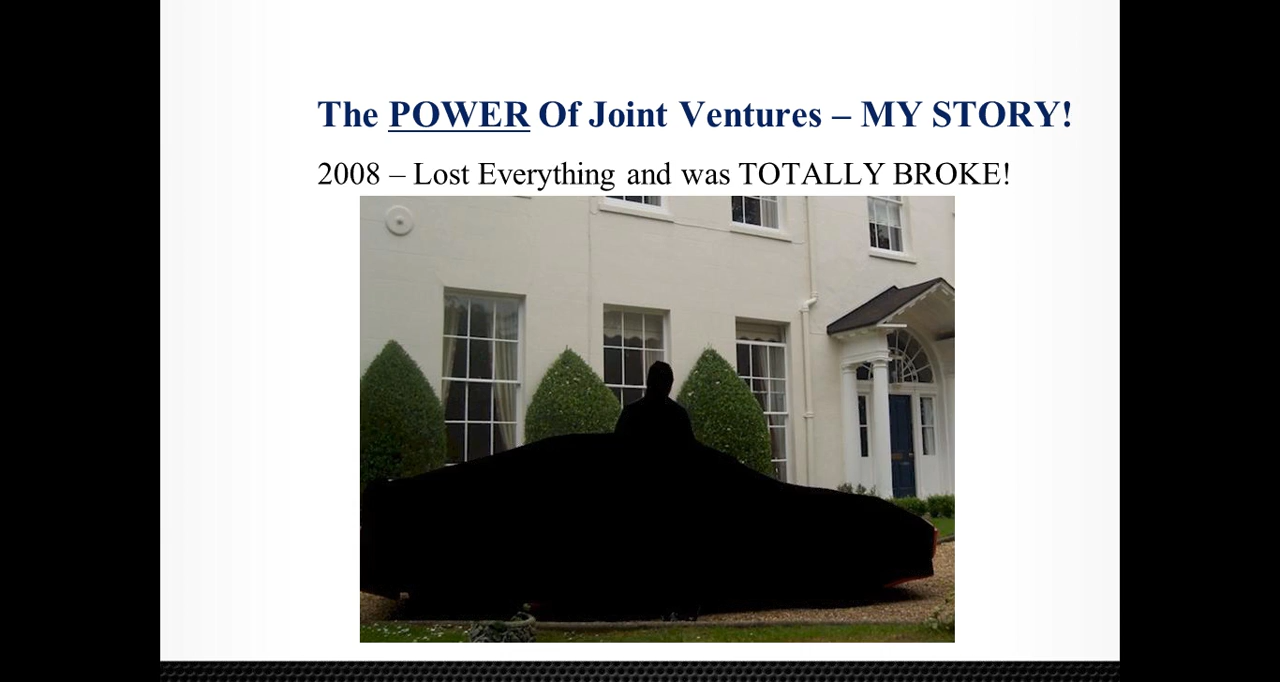 The POWER Of Joint Ventures – MY STORY!
2008 – Lost Everything and was TOTALLY BROKE!